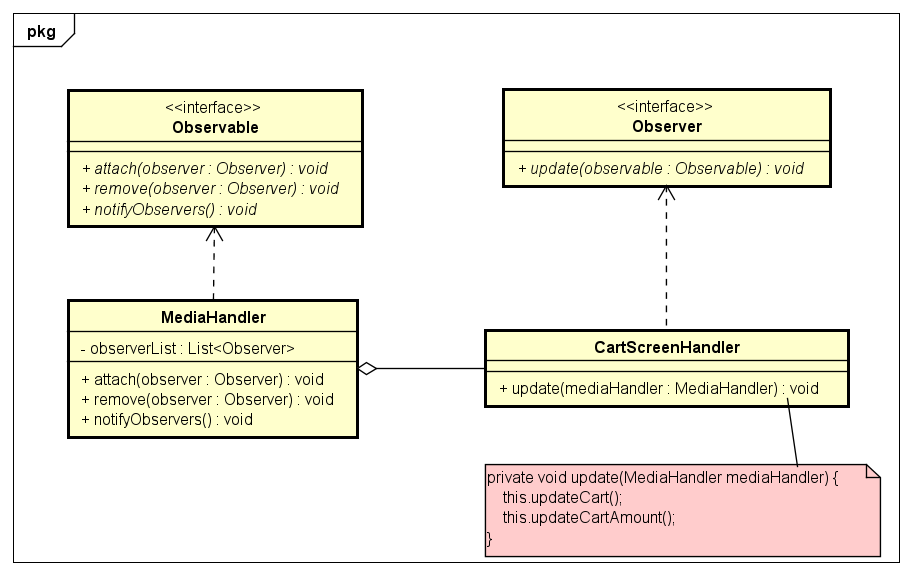 pkg
<<interface>>
Observable
+ attach(observer : Observer) : void
+ remove(observer : Observer) : void
+ notifyObservers() : void
<<interface>>
Observer
+ update(observable : Observable) : void
MediaHandler
- observerList : List<Observer>
+ attach(observer : Observer) : void
+ remove(observer : Observer) : void
+ notifyObservers() : void
CartScreenHandler
+ update(mediaHandler : MediaHandler) : void
private void update(MediaHandler mediaHandler) {
    this.updateCart();
    this.updateCartAmount();
}